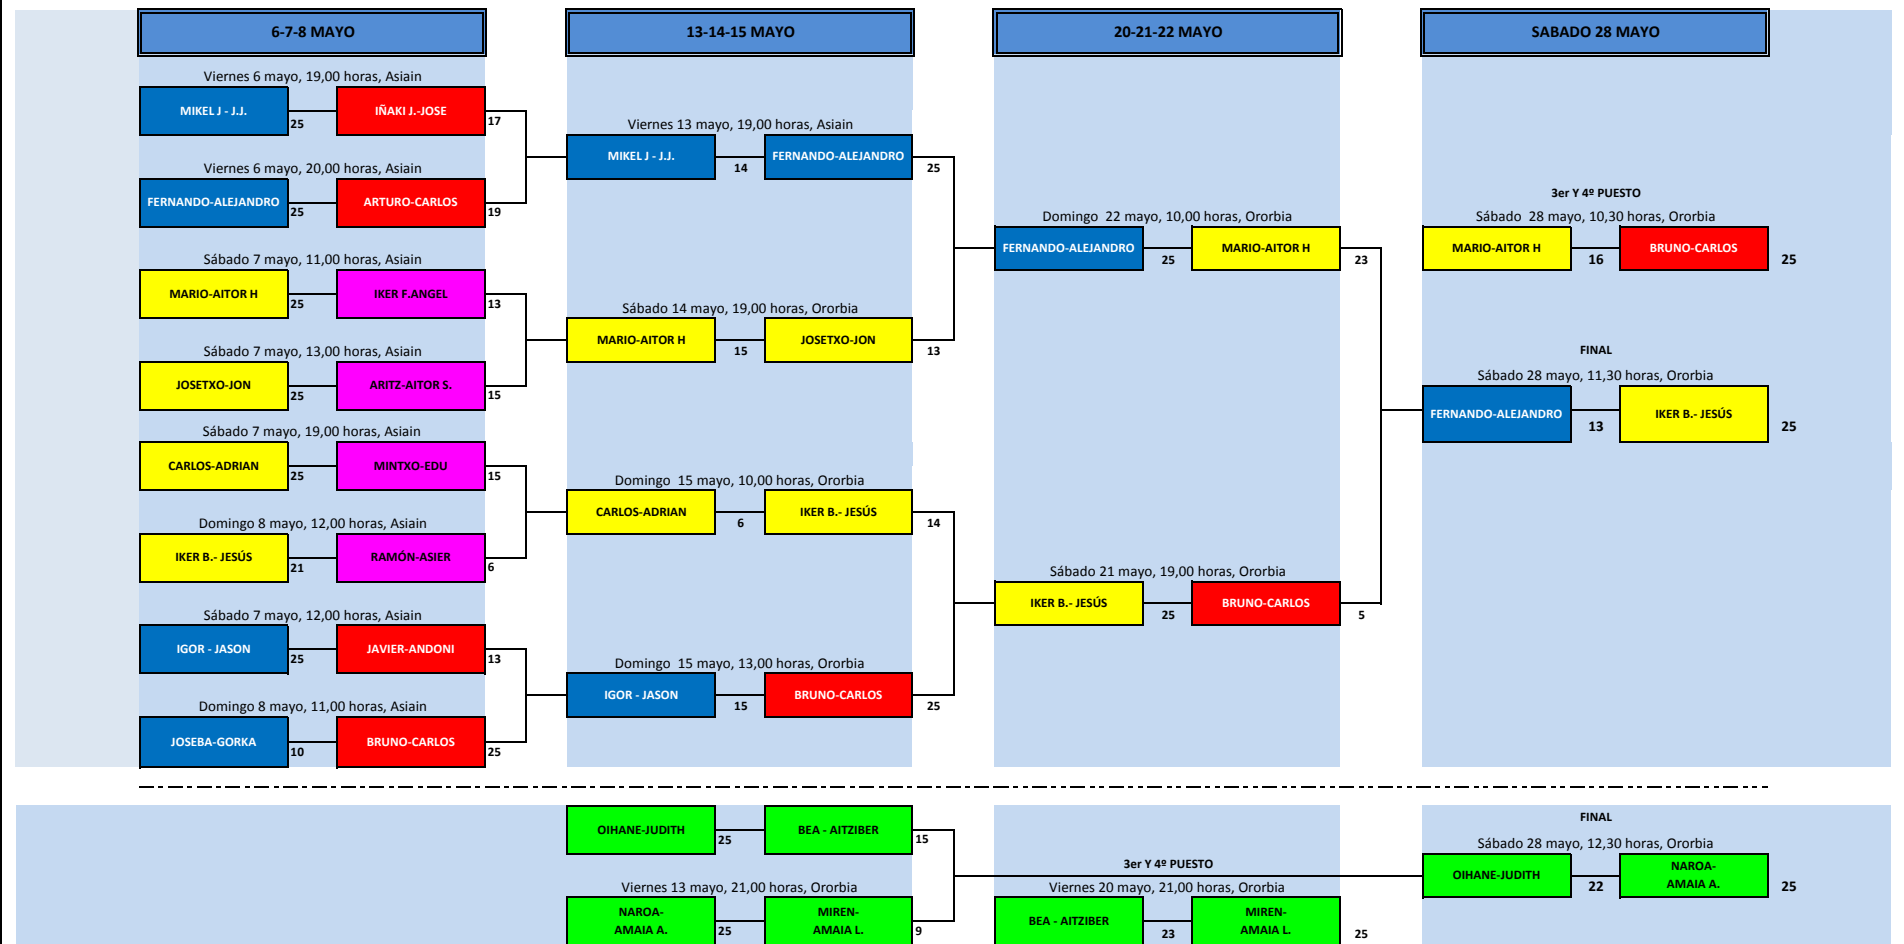 6-7-8 MAYO
13-14-15 MAYO
20-21-22 MAYO
SABADO 28 MAYO
Viernes 6 mayo, 19,00 horas, Asiain
MIKEL J - J.J.
25
IÑAKI J.-JOSE
17
Viernes 6 mayo, 20,00 horas, Asiain
FERNANDO-ALEJANDRO
25
ARTURO-CARLOS
19
Sábado 7 mayo, 11,00 horas, Asiain
MARIO-AITOR H
25
IKER F.ANGEL
13
Sábado 7 mayo, 13,00 horas, Asiain
JOSETXO-JON
25
ARITZ-AITOR S.
15
Sábado 7 mayo, 19,00 horas, Asiain
CARLOS-ADRIAN
25
MINTXO-EDU
15
Domingo 8 mayo, 12,00 horas, Asiain
IKER B.- JESÚS
21
RAMÓN-ASIER
6
Sábado 7 mayo, 12,00 horas, Asiain
IGOR - JASON
25
JAVIER-ANDONI
13
Domingo 8 mayo, 11,00 horas, Asiain
JOSEBA-GORKA
10
BRUNO-CARLOS
25
Viernes 13 mayo, 19,00 horas, Asiain
MIKEL J - J.J.
14
FERNANDO-ALEJANDRO
25
Sábado 14 mayo, 19,00 horas, Ororbia
MARIO-AITOR H
15
JOSETXO-JON
13
Domingo  15 mayo, 10,00 horas, Ororbia
CARLOS-ADRIAN
6
IKER B.- JESÚS
14
Domingo  15 mayo, 13,00 horas, Ororbia
IGOR - JASON
15
BRUNO-CARLOS
25
Domingo  22 mayo, 10,00 horas, Ororbia
FERNANDO-ALEJANDRO
25
MARIO-AITOR H
23
Sábado 21 mayo, 19,00 horas, Ororbia
IKER B.- JESÚS
25
BRUNO-CARLOS
5
3er Y 4º PUESTO
Sábado  28 mayo, 10,30 horas, Ororbia
MARIO-AITOR H
16
BRUNO-CARLOS
25
FINAL
Sábado 28 mayo, 11,30 horas, Ororbia
FERNANDO-ALEJANDRO
13
IKER B.- JESÚS
25
OIHANE-JUDITH
25
BEA - AITZIBER
15
Viernes 13 mayo, 21,00 horas, Ororbia
NAROA-
AMAIA A.
25
MIREN-
AMAIA L.
9
3er Y 4º PUESTO
Viernes 20 mayo, 21,00 horas, Ororbia
BEA - AITZIBER
23
MIREN-
AMAIA L.
25
FINAL
Sábado 28 mayo, 12,30 horas, Ororbia
OIHANE-JUDITH
22
NAROA-
AMAIA A.
25